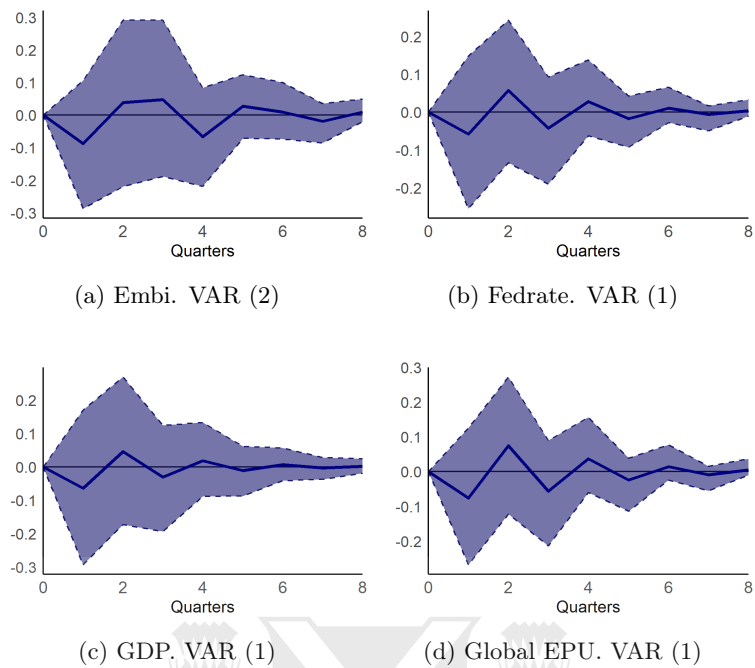 0.3
0.2
0.1
0.0
-0.1
-0.2
-0.3
0 2 4 6 8
Quarters
(a) Embi. VAR (2)
0.2
0.1
0.0
-0.1
-0.2
0 2 4 6 8
Quarters
(b) Fedrate. VAR (1)
0.2
0.1
0.0
-0.1
-0.2
-0.3
0 2 4 6 8
Quarters
(c) GDP. VAR (1)
0.3
0.2
0.1
0.0
-0.1
-0.2
0 2 4 6 8
Quarters
(d) Global EPU. VAR (1)